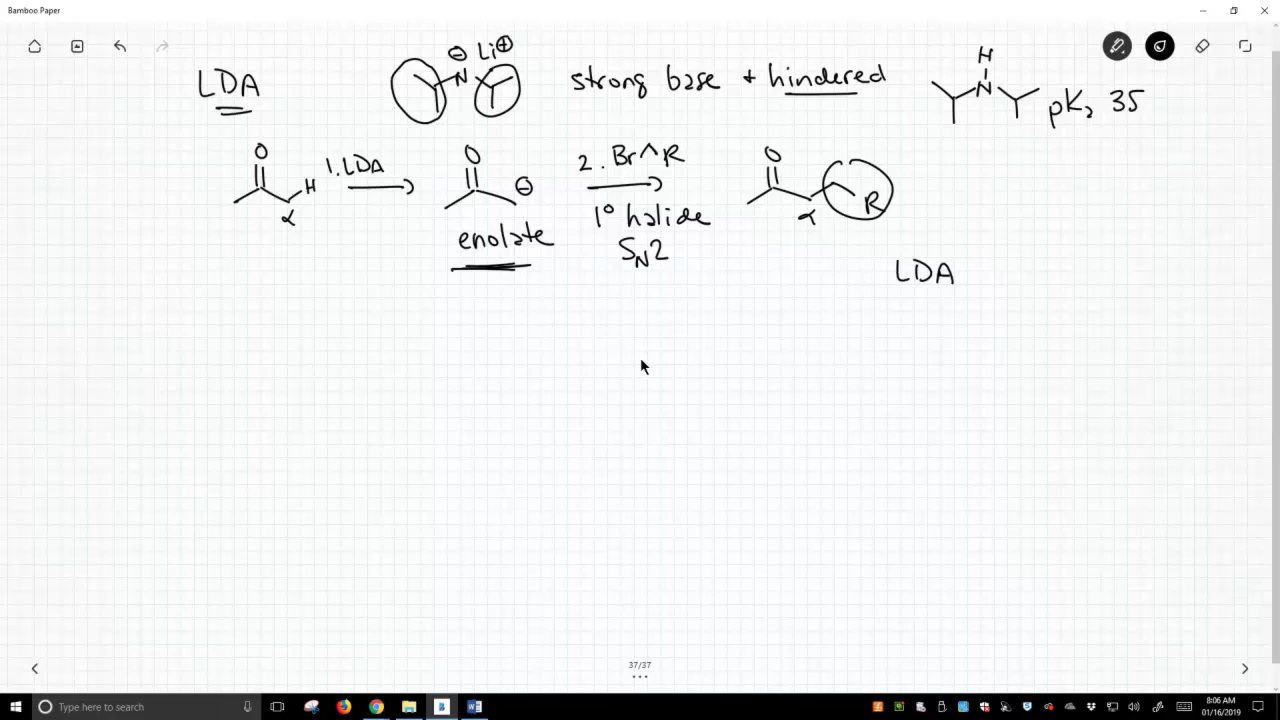 Bamboo Paper
LDA ⊖ N Li⊕ strong base + hindered H N pKa 35
O H α 1. LDA O ⊖ 2. Br R O α R
enolate 1° halide
SN2
LDA
37/37
Type here to search
8:06 AM
01/16/2019